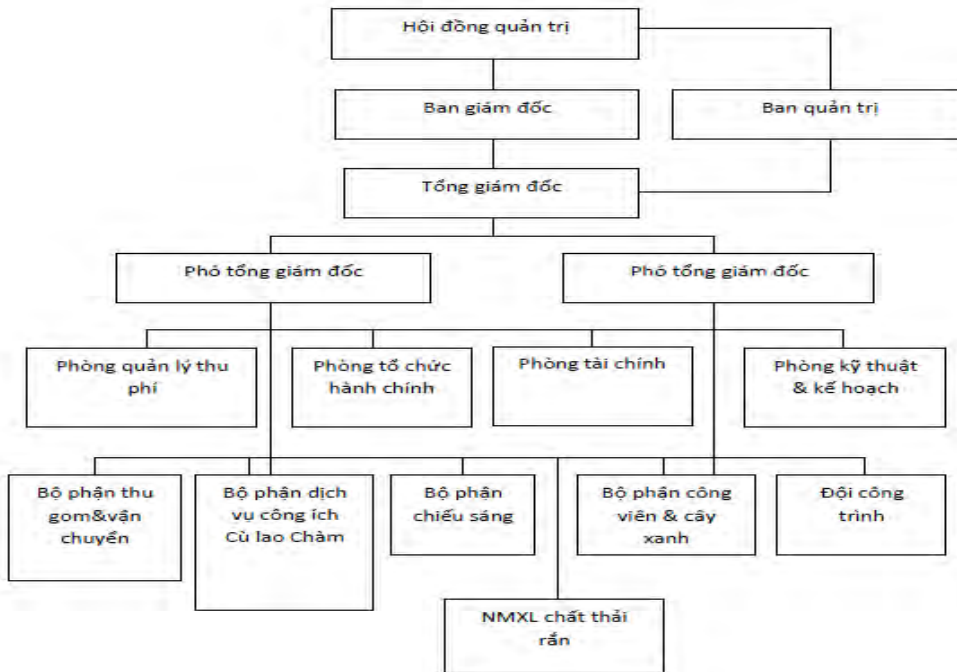 Hội đồng quản trị
Ban giám đốc
Ban quản trị
Tổng giám đốc
Phó tổng giám đốc
Phó tổng giám đốc
Phòng quản lý thu
phí
Phòng tổ chức
hành chính
Phòng tài chính
Phòng kỹ thuật
& kế hoạch
Bộ phận thu
gom&vận
chuyển
Bộ phận dịch
vụ công ích
Cù lao Chàm
Bộ phận
chiếu sáng
Bộ phận công
viên & cây
xanh
Đội công
trình
NMXL chất thải
rắn